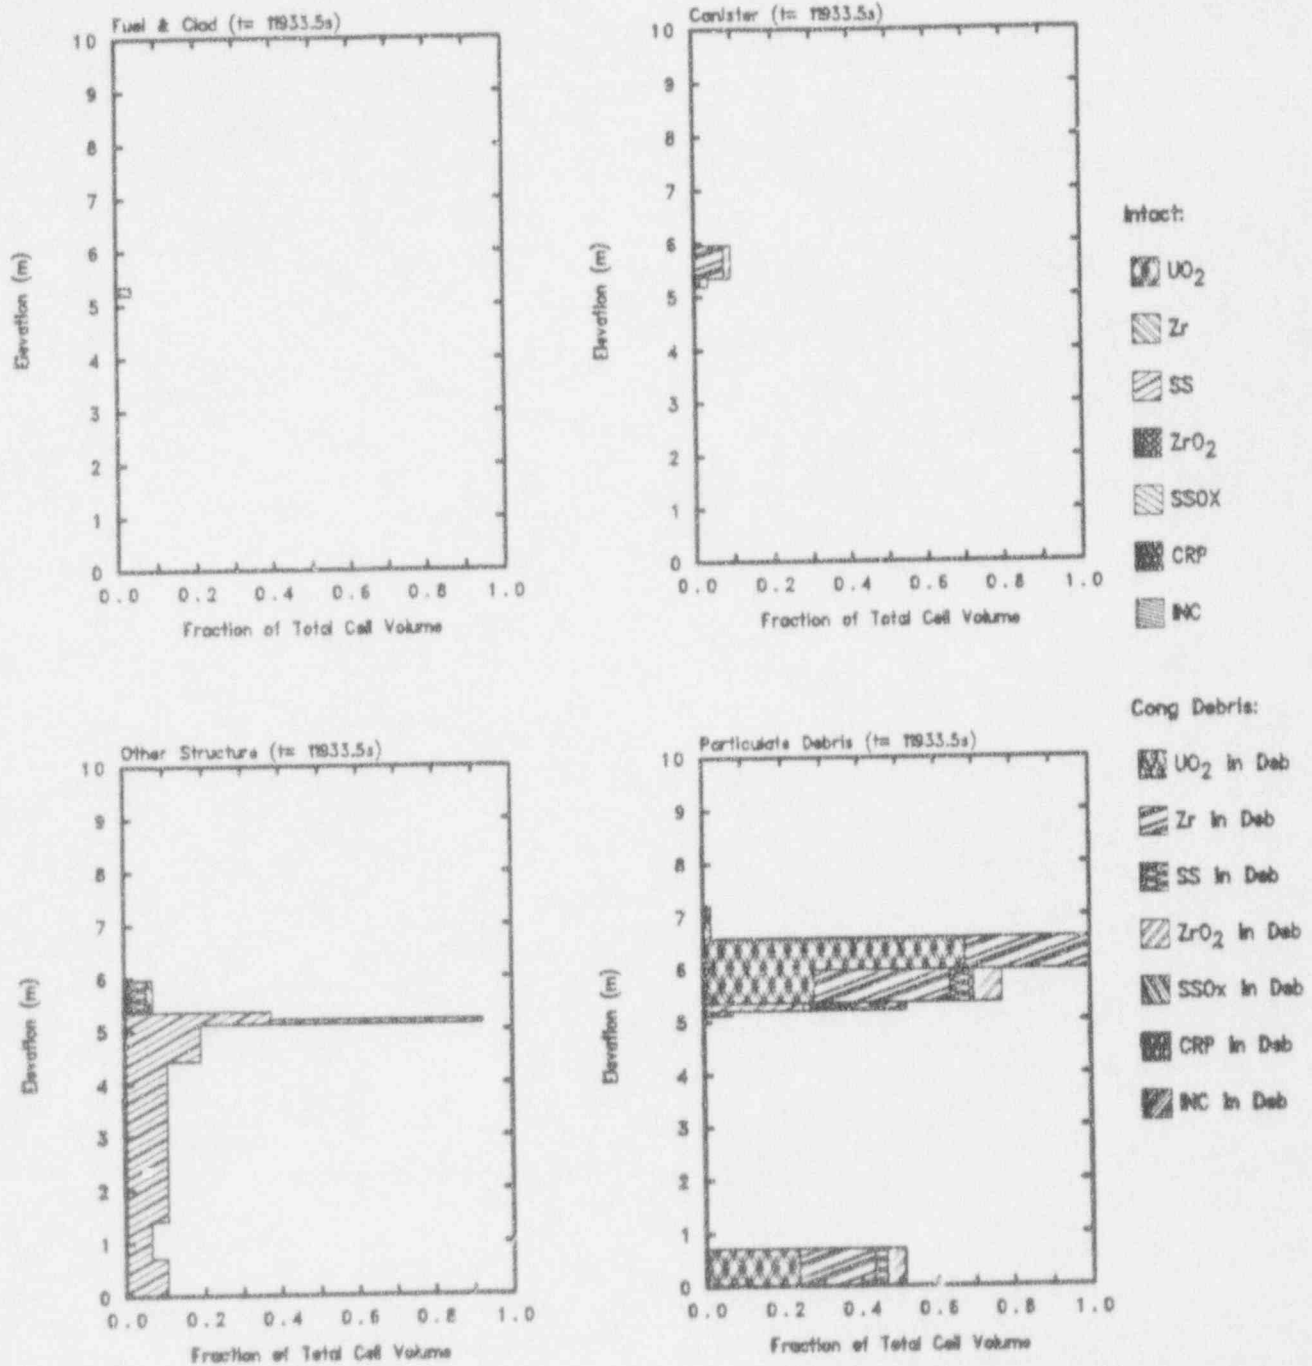 Fuel & Clad (t= 11933.5s)
10
9
8
7
6
5
4
3
2
1
0
Elevation (m)
0.0 0.2 0.4 0.6 0.8 1.0
Fraction of Total Cell Volume
Canister (t= 11933.5s)
10
9
8
7
6
5
4
3
2
1
0
Elevation (m)
0.0 0.2 0.4 0.6 0.8 1.0
Fraction of Total Cell Volume
Intact:
UO2
Zr
SS
ZrO2
SSOX
CRP
INC
Other Structure (t= 11933.5s)
10
9
8
7
6
5
4
3
2
1
0
Elevation (m)
0.0 0.2 0.4 0.6 0.8 1.0
Fraction of Total Cell Volume
Particulate Debris (t= 11933.5s)
10
9
8
7
6
5
4
3
2
1
0
Elevation (m)
0.0 0.2 0.4 0.6 0.8 1.0
Fraction of Total Cell Volume
Cong Debris:
UO2 In Deb
Zr In Deb
SS In Deb
ZrO2 In Deb
SSOx In Deb
CRP In Deb
INC In Deb